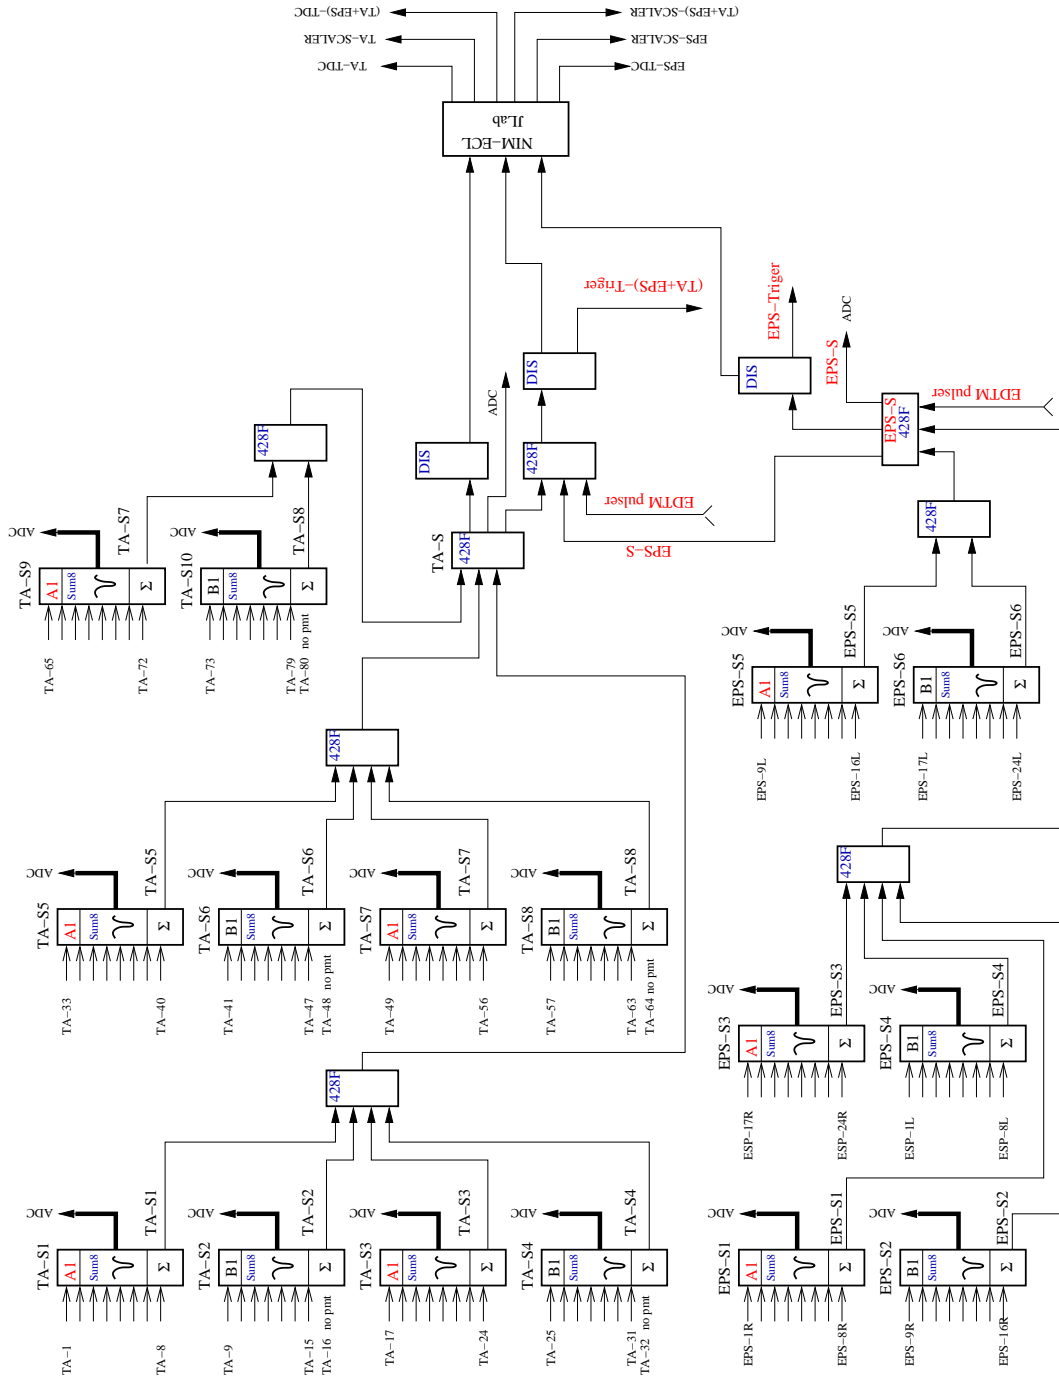 (TA+EPS)−TDC
TA−SCALER
TA−TDC
(TA+EPS)−SCALER
EPS−SCALER
EPS−TDC
NIM−ECL
JLab
(TA+EPS)−Triger
EPS−Triger
EPS−S
ADC
DIS
DIS
DIS
ADC
428F
EDTM pulser
EPS−S
TA−S
428F
EPS−S
428F
EDTM pulser
428F
428F
ADC
TA−S7
TA−S9
A1
Sum8
Σ
TA−65
TA−72
ADC
TA−S8
TA−S10
B1
Sum8
Σ
TA−73
TA−79
TA−80 no pmt
ADC
EPS−S5
EPS−S5
A1
Sum8
Σ
EPS−9L
EPS−16L
ADC
EPS−S6
EPS−S6
B1
Sum8
Σ
EPS−17L
EPS−24L
428F
ADC
TA−S5
TA−S5
A1
Sum8
Σ
TA−33
TA−40
ADC
TA−S6
TA−S6
B1
Sum8
Σ
TA−41
TA−47
TA−48 no pmt
ADC
TA−S7
TA−S7
A1
Sum8
Σ
TA−49
TA−56
ADC
TA−S8
TA−S8
B1
Sum8
Σ
TA−57
TA−63
TA−64 no pmt
428F
ADC
EPS−S3
EPS−S3
A1
Sum8
Σ
ESP−17R
ESP−24R
ADC
EPS−S4
EPS−S4
B1
Sum8
Σ
ESP−1L
ESP−8L
428F
ADC
TA−S1
TA−S1
A1
Sum8
Σ
TA−1
TA−8
ADC
TA−S2
TA−S2
B1
Sum8
Σ
TA−9
TA−15
TA−16 no pmt
ADC
TA−S3
TA−S3
A1
Sum8
Σ
TA−17
TA−24
ADC
TA−S4
TA−S4
B1
Sum8
Σ
TA−25
TA−31
TA−32 no pmt
ADC
EPS−S1
EPS−S1
A1
Sum8
Σ
EPS−1R
EPS−8R
ADC
EPS−S2
EPS−S2
B1
Sum8
Σ
EPS−9R
EPS−16R